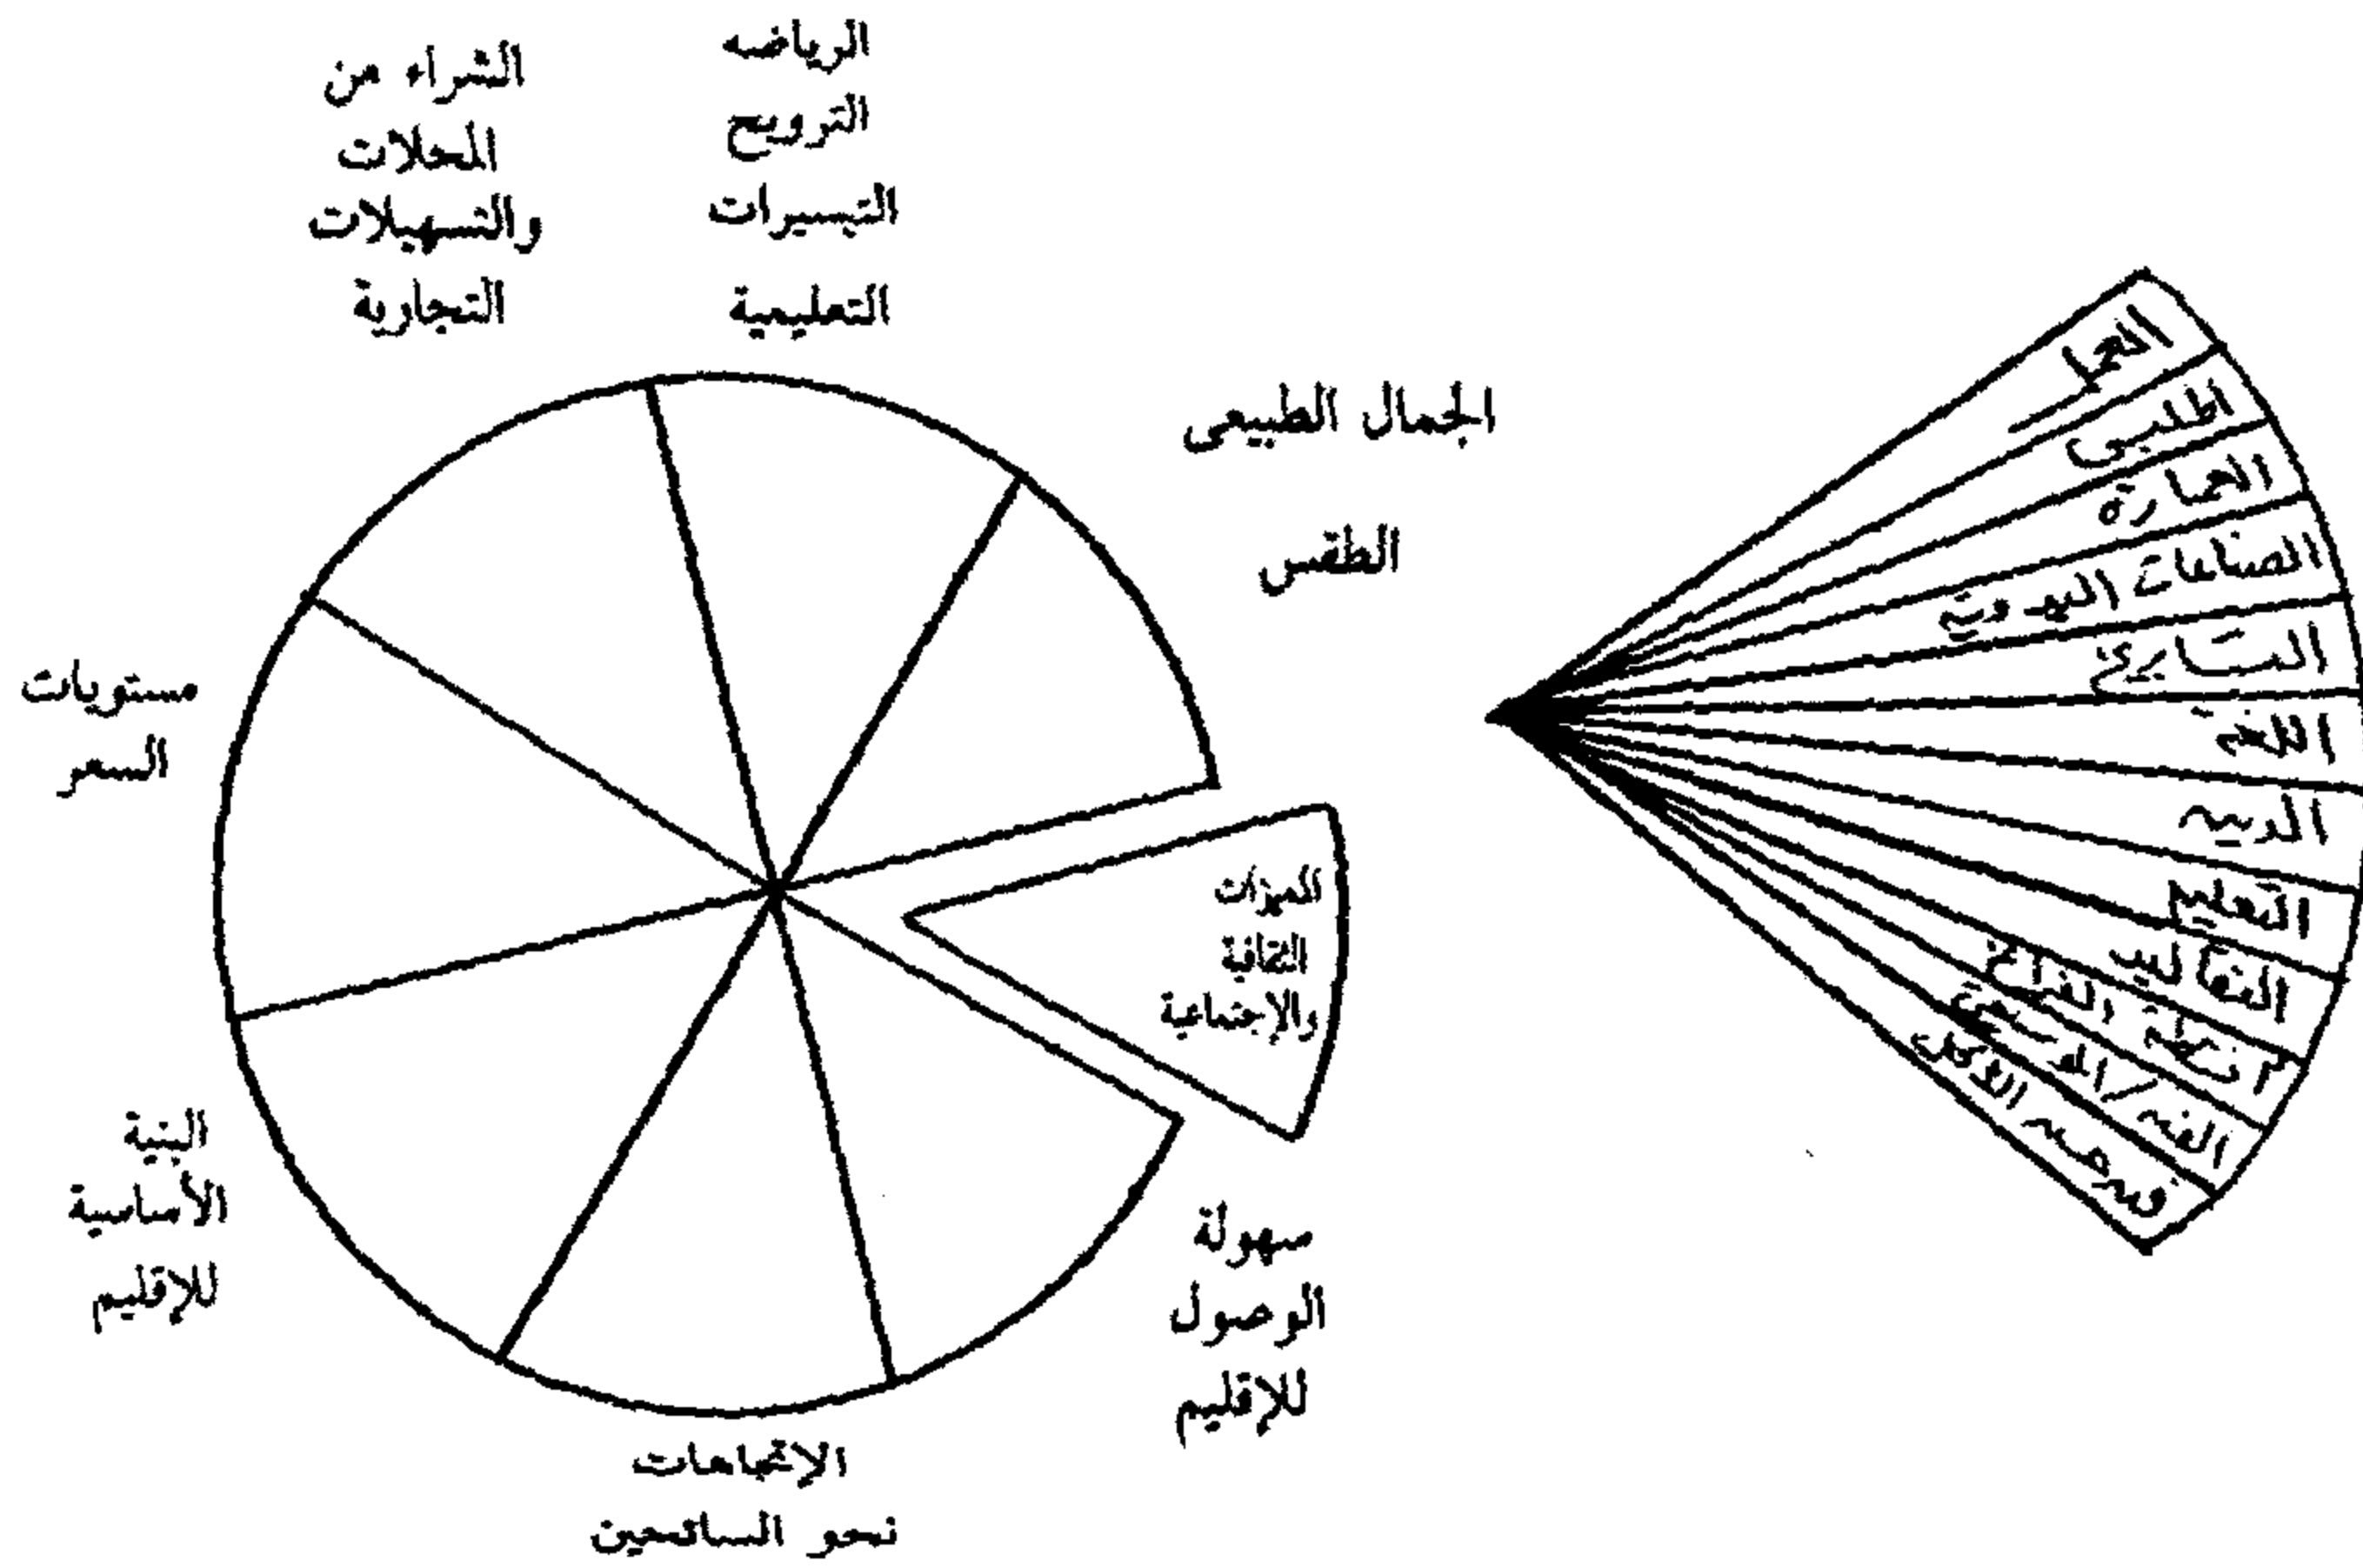 الرياضه
الترويح
التيسيرات
التعليمية
الشراء من
المحلات
والتسهيلات
التجارية
الجمال الطبيعى
الطقس
مستويات
السعر
المميزات
الثقافية
والإجتماعية
البنية
الأساسية
للإقليم
سهولة
الوصول
للإقليم
الإتجاهات
نحو السائحين
العمل
الملبس
العمارة
الصناعات اليدوية
التاريخ
اللغة
الدين
التعليم
التقاليد
أنشطة الفراغ
الفن / الموسيقى